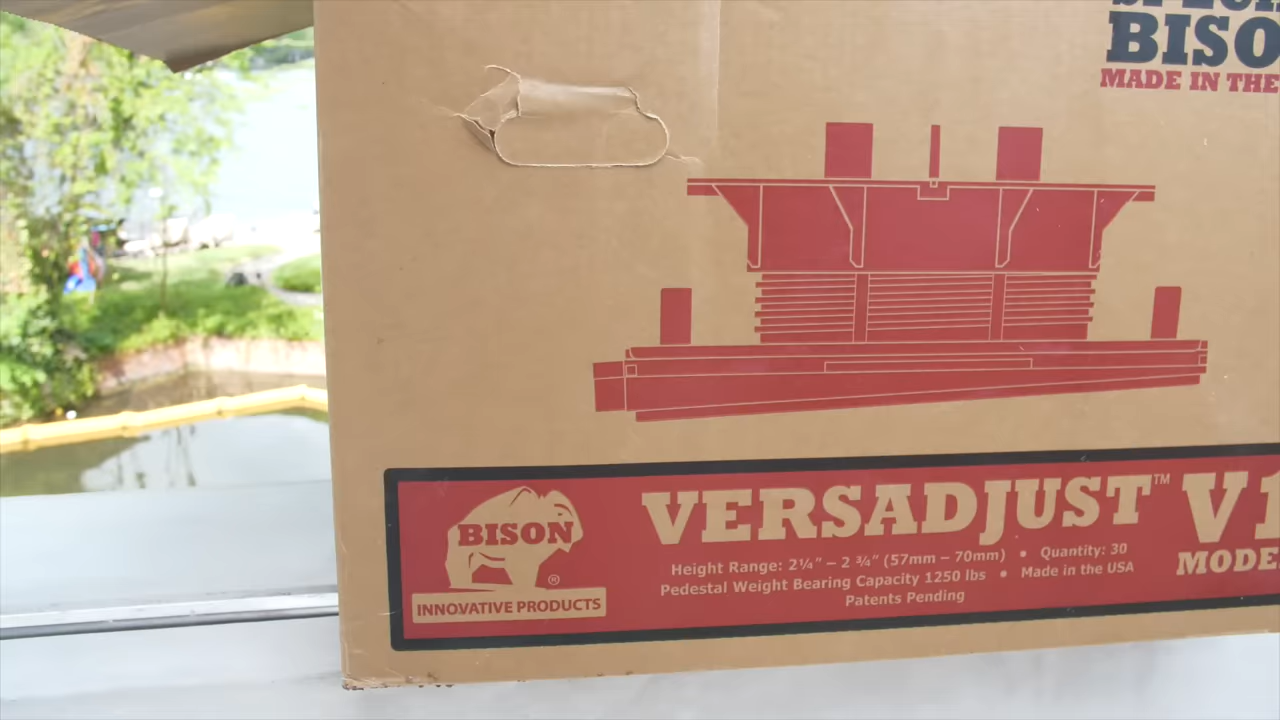 BISO
MADE IN THE
VERSADJUST™ V1
BISON
Height Range: 2¼" – 2 ¾" (57mm – 70mm) • Quantity: 30
MODE
Pedestal Weight Bearing Capacity 1250 lbs • Made in the USA
®
INNOVATIVE PRODUCTS
Patents Pending